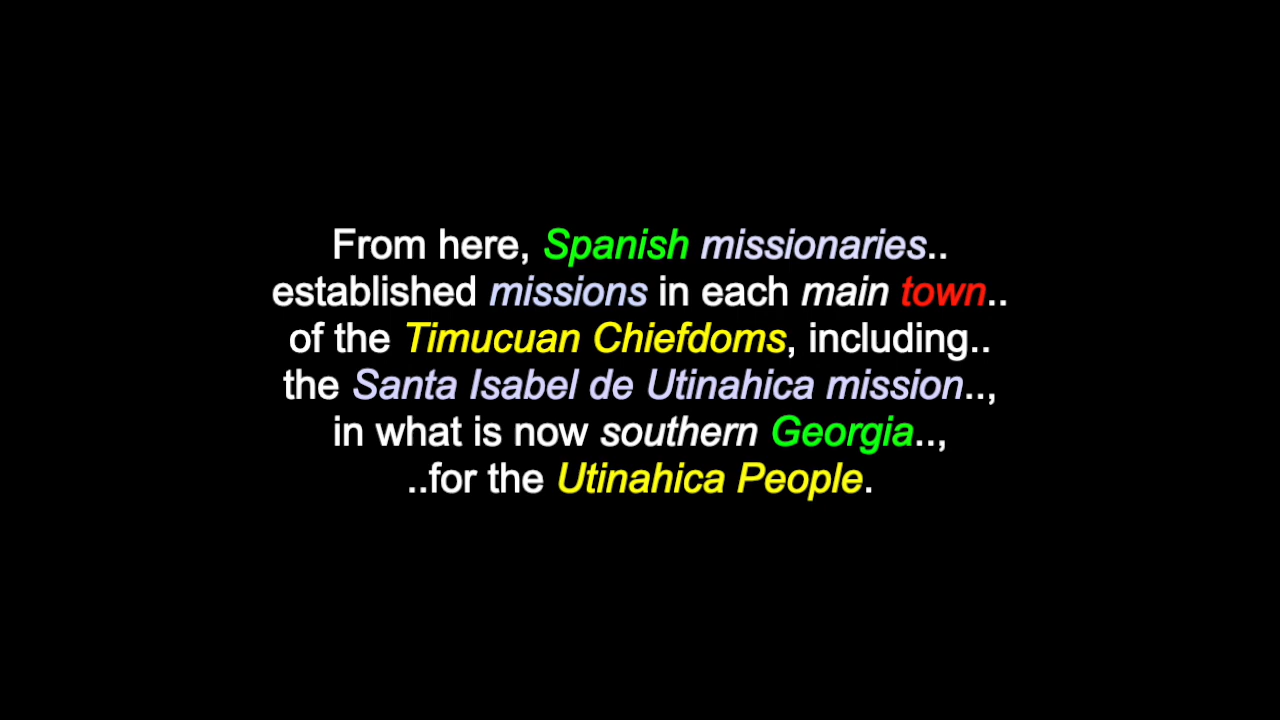 From here, Spanish missionaries..
established missions in each main town..
of the Timucuan Chiefdoms, including..
the Santa Isabel de Utinahica mission..,
in what is now southern Georgia..,
..for the Utinahica People.